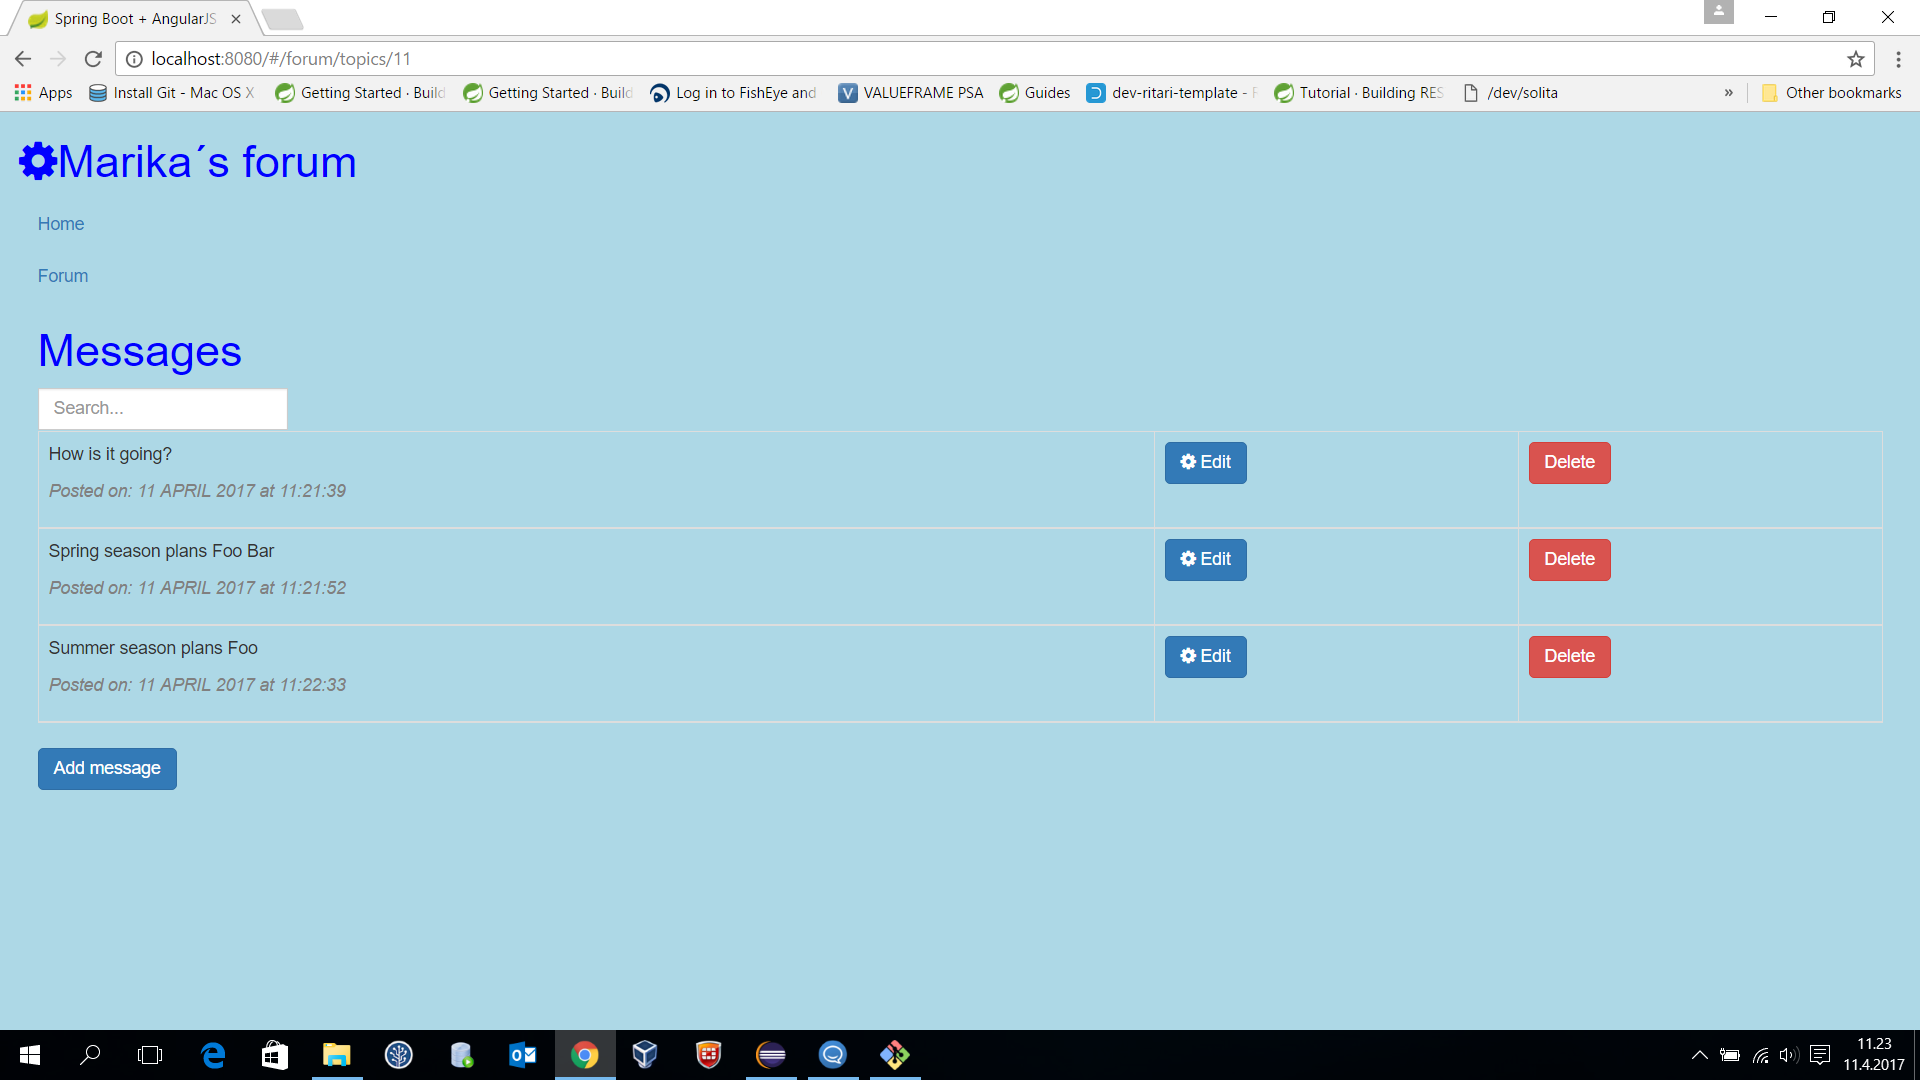 Spring Boot + AngularJS
localhost:8080/#/forum/topics/11
Apps Install Git - Mac OS X Getting Started · Build Getting Started · Build Log in to FishEye and VALUEFRAME PSA Guides dev-ritari-template - Tutorial · Building RES /dev/solita » Other bookmarks
Marika´s forum
Home
Forum
Messages
Search...
How is it going? Edit Delete
Posted on: 11 APRIL 2017 at 11:21:39
Spring season plans Foo Bar Edit Delete
Posted on: 11 APRIL 2017 at 11:21:52
Summer season plans Foo Edit Delete
Posted on: 11 APRIL 2017 at 11:22:33
Add message
11.23
11.4.2017